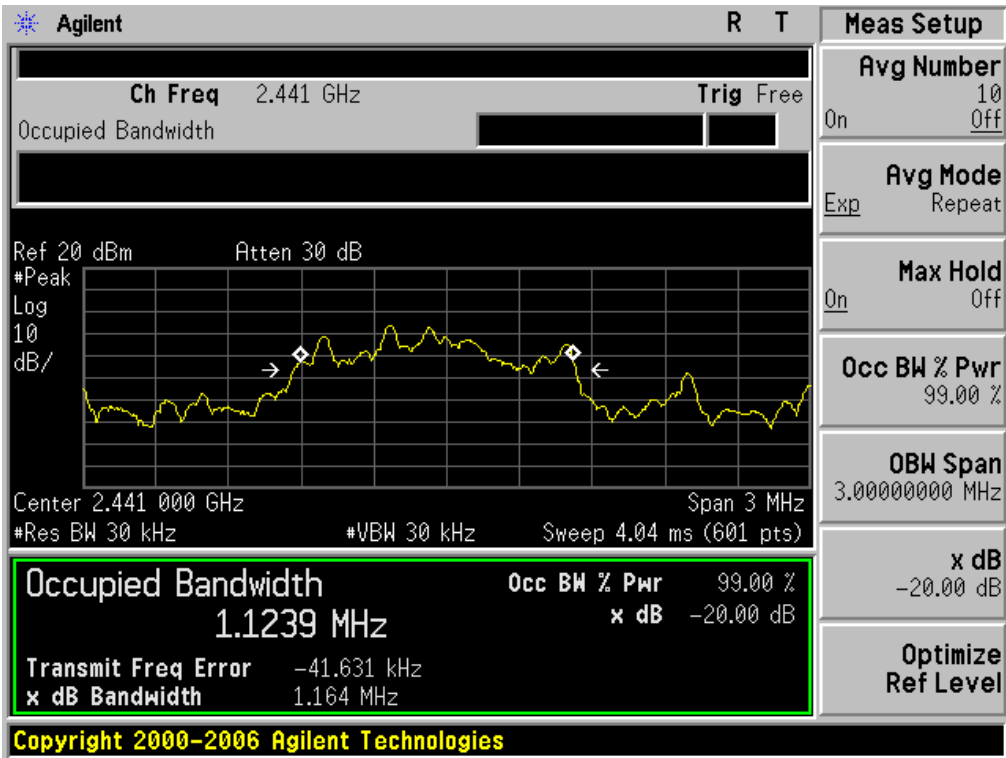 Agilent R T
Ch Freq 2.441 GHz Trig Free
Occupied Bandwidth
Ref 20 dBm Atten 30 dB
#Peak
Log
10
dB/
Center 2.441 000 GHz Span 3 MHz
#Res BW 30 kHz #VBW 30 kHz Sweep 4.04 ms (601 pts)
Occupied Bandwidth Occ BW % Pwr 99.00 %
1.1239 MHz x dB -20.00 dB
Transmit Freq Error -41.631 kHz
x dB Bandwidth 1.164 MHz
Copyright 2000-2006 Agilent Technologies
Meas Setup
Avg Number
10
On Off
Avg Mode
Exp Repeat
Max Hold
On Off
Occ BW % Pwr
99.00 %
OBW Span
3.00000000 MHz
x dB
-20.00 dB
Optimize
Ref Level